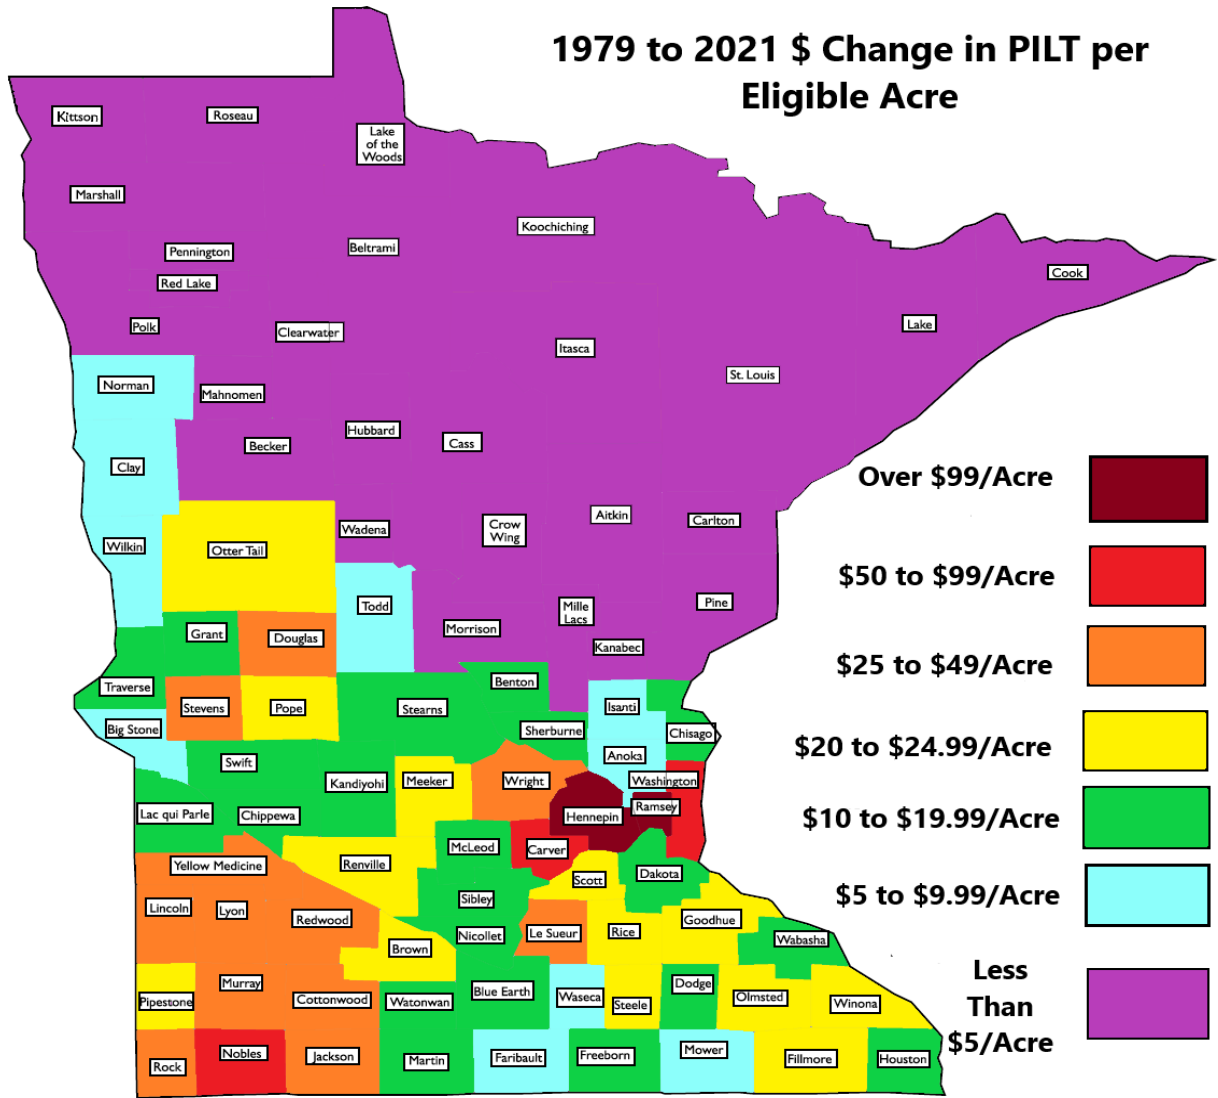 1979 to 2021 $ Change in PILT per
Eligible Acre
Kittson
Roseau
Lake
of the
Woods
Marshall
Koochiching
Pennington
Beltrami
Red Lake
Cook
Polk
Clearwater
Lake
Itasca
St. Louis
Norman
Mahnomen
Hubbard
Cass
Becker
Clay
Over $99/Acre
Wadena
Crow
Wing
Aitkin
Carlton
Wilkin
Otter Tail
$50 to $99/Acre
Todd
Mille
Lacs
Pine
Grant
Douglas
Morrison
Kanabec
$25 to $49/Acre
Traverse
Benton
Stevens
Pope
Stearns
Isanti
Big Stone
Sherburne
Chisago
$20 to $24.99/Acre
Anoka
Swift
Kandiyohi
Meeker
Wright
Washington
Lac qui Parle
Chippewa
Hennepin
Ramsey
$10 to $19.99/Acre
McLeod
Carver
Yellow Medicine
Renville
Scott
Dakota
$5 to $9.99/Acre
Lincoln
Lyon
Redwood
Sibley
Nicollet
Le Sueur
Rice
Goodhue
Brown
Wabasha
Less
Than
$5/Acre
Murray
Pipestone
Cottonwood
Watonwan
Blue Earth
Waseca
Steele
Dodge
Olmsted
Winona
Rock
Nobles
Jackson
Martin
Faribault
Freeborn
Mower
Fillmore
Houston